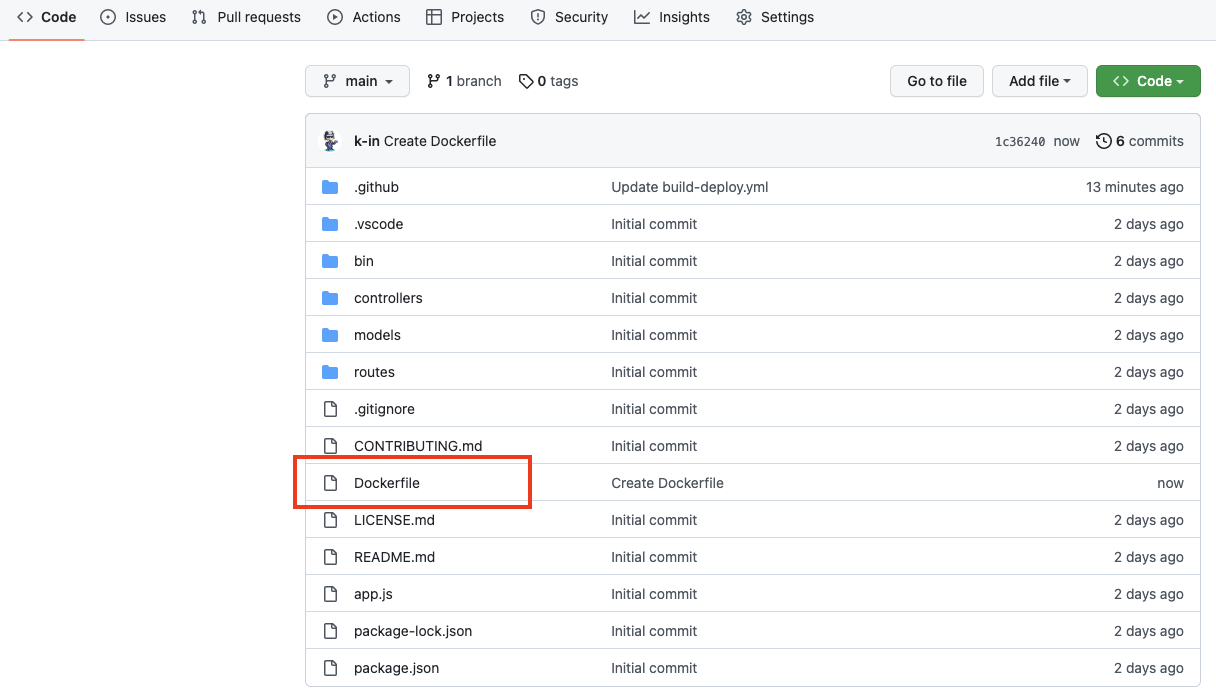 Code Issues Pull requests Actions Projects Security Insights Settings
main 1 branch 0 tags Go to file Add file Code
k-in Create Dockerfile 1c36240 now 6 commits
.github Update build-deploy.yml 13 minutes ago
.vscode Initial commit 2 days ago
bin Initial commit 2 days ago
controllers Initial commit 2 days ago
models Initial commit 2 days ago
routes Initial commit 2 days ago
.gitignore Initial commit 2 days ago
CONTRIBUTING.md Initial commit 2 days ago
Dockerfile Create Dockerfile now
LICENSE.md Initial commit 2 days ago
README.md Initial commit 2 days ago
app.js Initial commit 2 days ago
package-lock.json Initial commit 2 days ago
package.json Initial commit 2 days ago